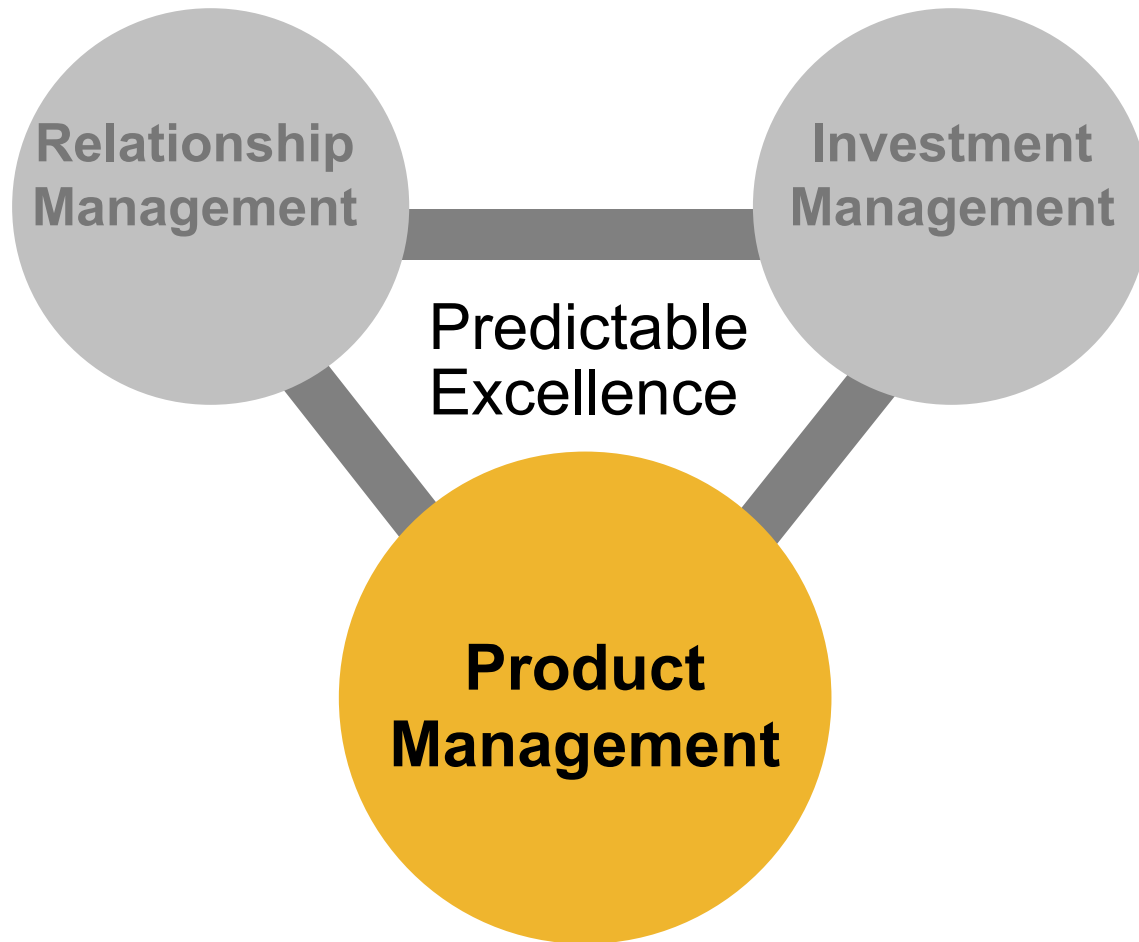 Relationship
Management
Investment
Management
Predictable
Excellence
Product
Management